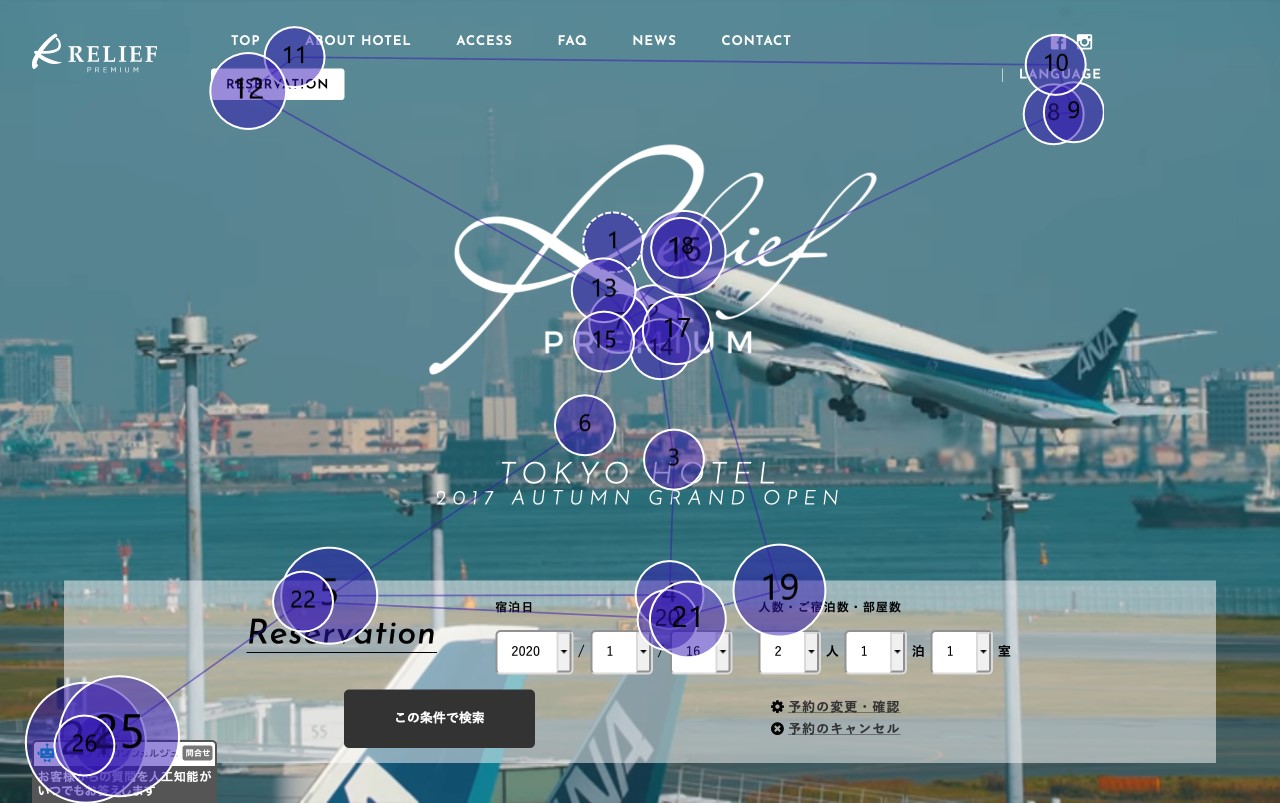 RELIEF
PREMIUM
TOP ABOUT HOTEL ACCESS FAQ NEWS CONTACT
RESERVATION
LANGUAGE
11
12
10
8
9
Relief
PREMIUM
1
18
13
15
17
14
6
3
TOKYO HOTEL
2017 AUTUMN GRAND OPEN
5
22
19
20
21
Reservation
宿泊日
人数・ご宿泊数・部屋数
2020 / 1 / 16
2 人 1 泊 1 室
この条件で検索
予約の変更・確認
予約のキャンセル
55
ANA
25
26
問合せ
お客様からの質問を人工知能が
いつでもお答えします